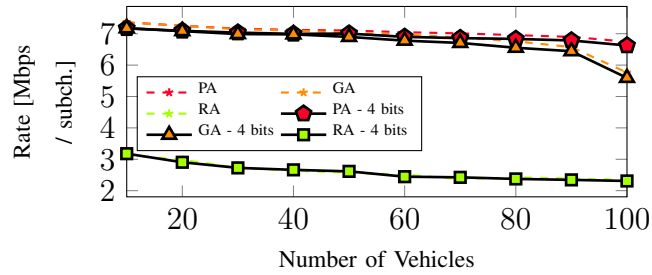 7
6
5
4
3
2
Rate [Mbps
/ subch.]
PA
GA
RA
PA - 4 bits
GA - 4 bits
RA - 4 bits
20 40 60 80 100
Number of Vehicles